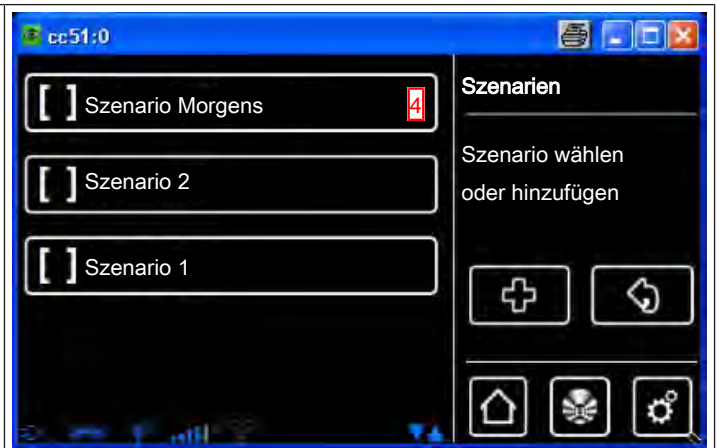 cc51:0
[ ] Szenario Morgens 4
[ ] Szenario 2
[ ] Szenario 1
Szenarien
Szenario wählen
oder hinzufügen